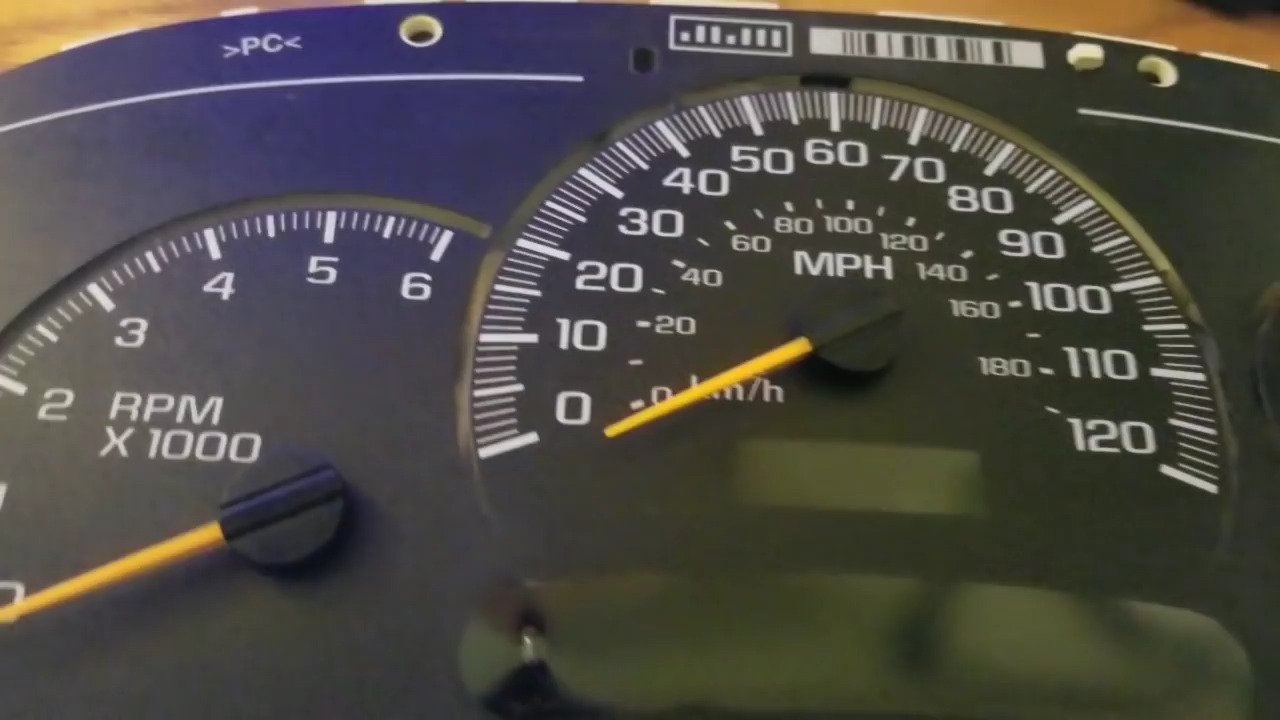 >PC<
50 60 70
40 80
30 80 100 90
60 120
4 5 6 20 40 MPH 140 100
3 10 20 160
2 RPM 180 110
X 1000 0 0 km/h 120
0